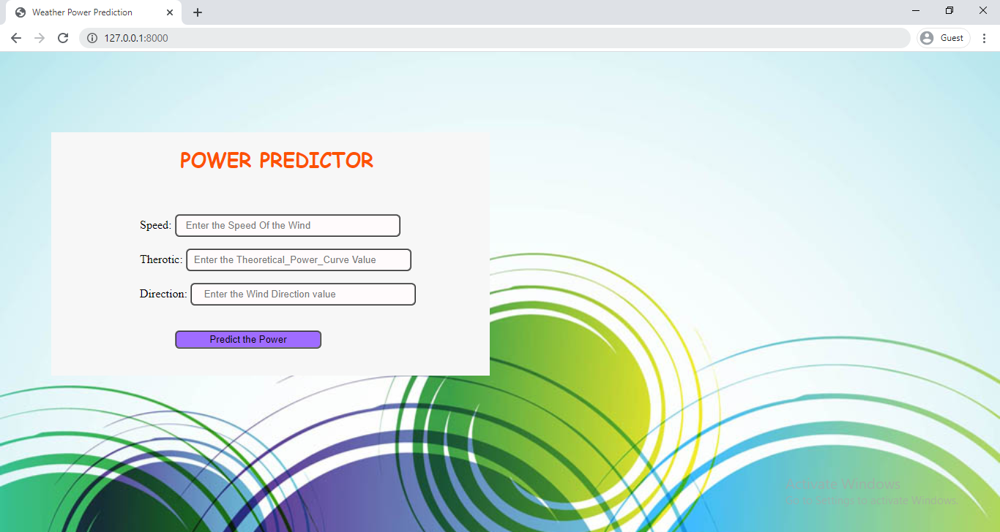 Weather Power Prediction
127.0.0.1:8000
Guest
POWER PREDICTOR
Speed: Enter the Speed Of the Wind
Therotic: Enter the Theoretical_Power_Curve Value
Direction: Enter the Wind Direction value
Predict the Power
Activate Windows
Go to Settings to activate Windows.